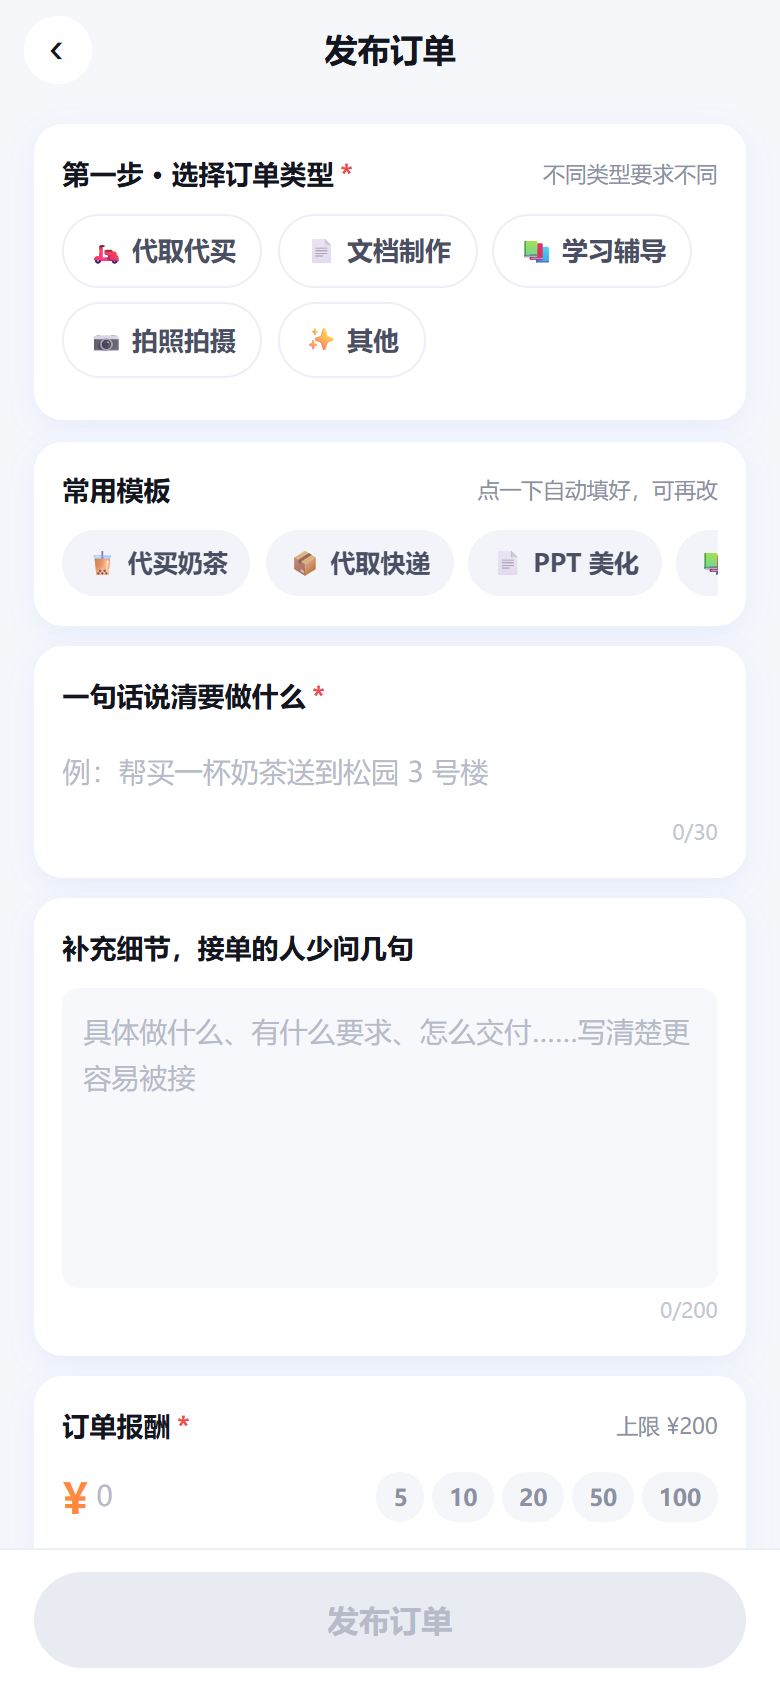 发布订单
第一步 · 选择订单类型 *
不同类型要求不同
代取代买
文档制作
学习辅导
拍照拍摄
其他
常用模板
点一下自动填好，可再改
代买奶茶
代取快递
PPT 美化
一句话说清要做什么 *
例：帮买一杯奶茶送到松园 3 号楼
0/30
补充细节，接单的人少问几句
具体做什么、有什么要求、怎么交付……写清楚更
容易被接
0/200
订单报酬 *
上限 ¥200
¥ 0
5
10
20
50
100
发布订单